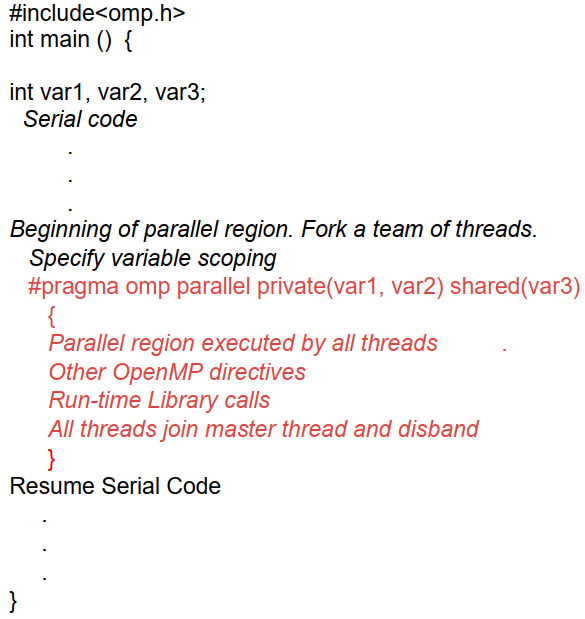 #include<omp.h>
int main () {
int var1, var2, var3;
Serial code
.
.
.
Beginning of parallel region. Fork a team of threads.
Specify variable scoping
#pragma omp parallel private(var1, var2) shared(var3)
{
Parallel region executed by all threads .
Other OpenMP directives
Run-time Library calls
All threads join master thread and disband
}
Resume Serial Code
.
.
.
}